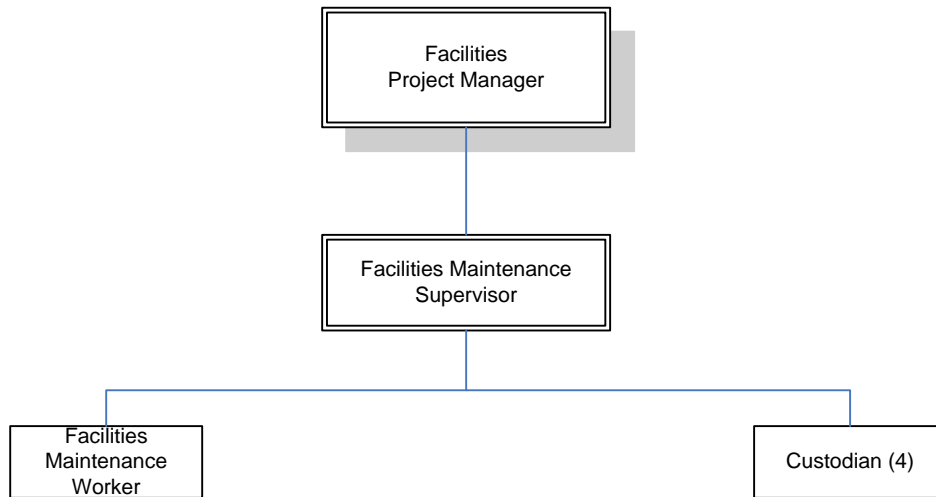 Facilities
Project Manager
Facilities Maintenance
Supervisor
Facilities
Maintenance
Worker
Custodian (4)